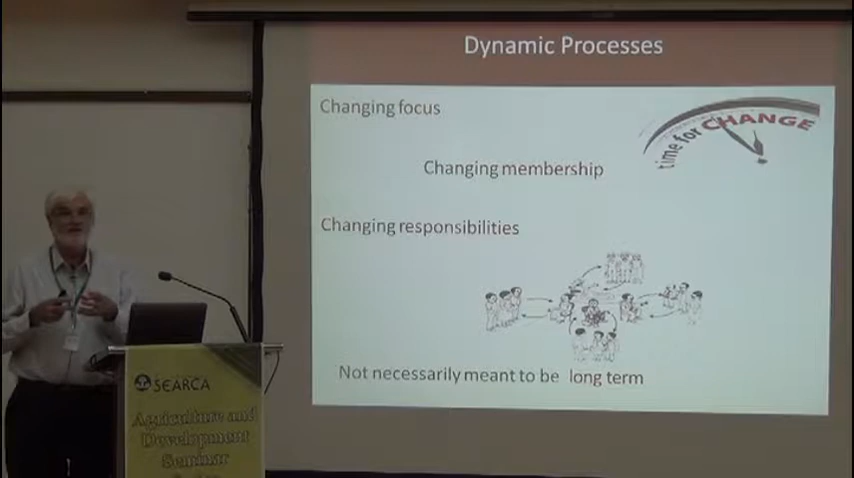 Dynamic Processes
Changing focus
time for CHANGE
Changing membership
Changing responsibilities
Not necessarily meant to be long term
SEARCA
Agriculture and
Development
Seminar